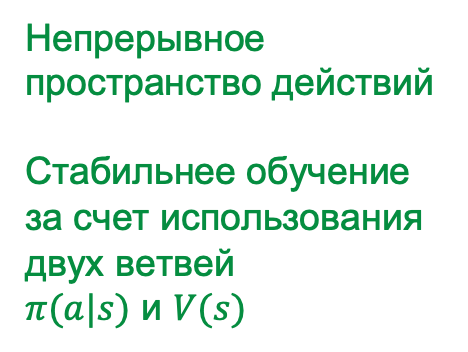 Непрерывное
пространство действий
Стабильнее обучение
за счет использования
двух ветвей
𝜋(𝑎|𝑠) и 𝑉(𝑠)